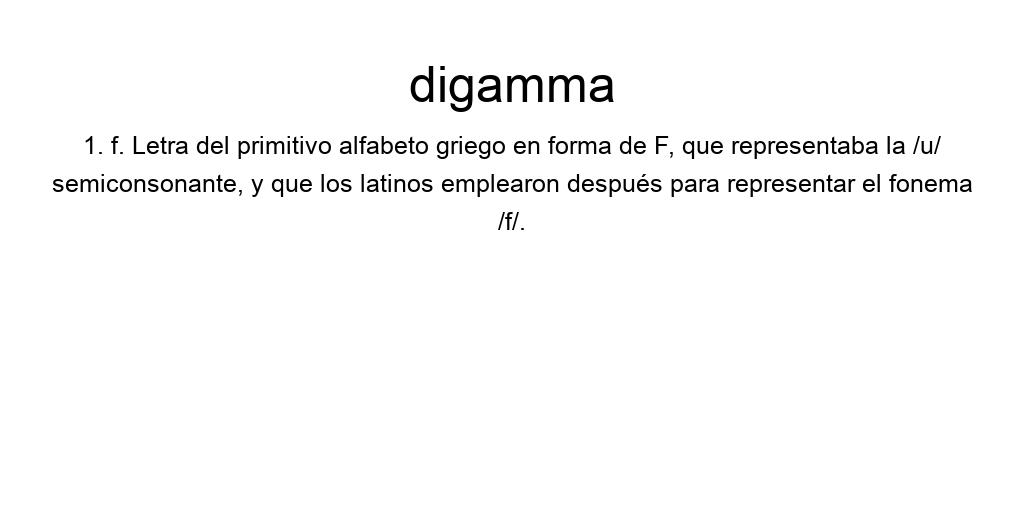 digamma
1. f. Letra del primitivo alfabeto griego en forma de F, que representaba la /u/
semiconsonante, y que los latinos emplearon después para representar el fonema
/f/.